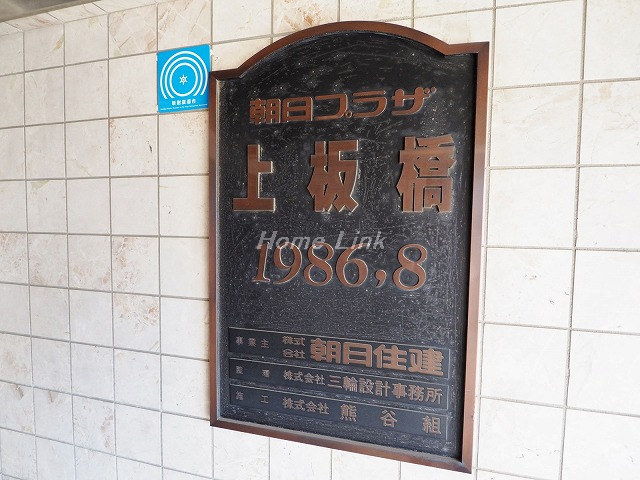 朝日プラザ
上板橋
1986,8
Home Link
事業主 株式会社 朝日住建
監理 株式会社 三輪設計事務所
施工 株式会社 熊谷組